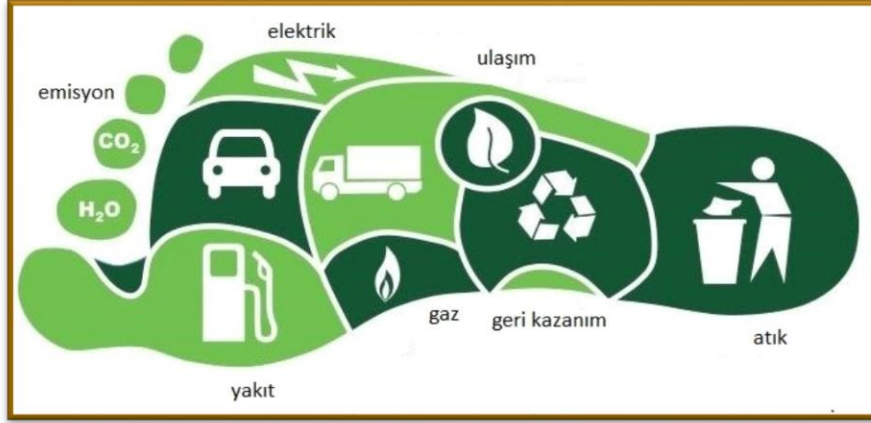 elektrik
ulaşım
emisyon
CO₂
H₂O
gaz
geri kazanım
atık
yakıt